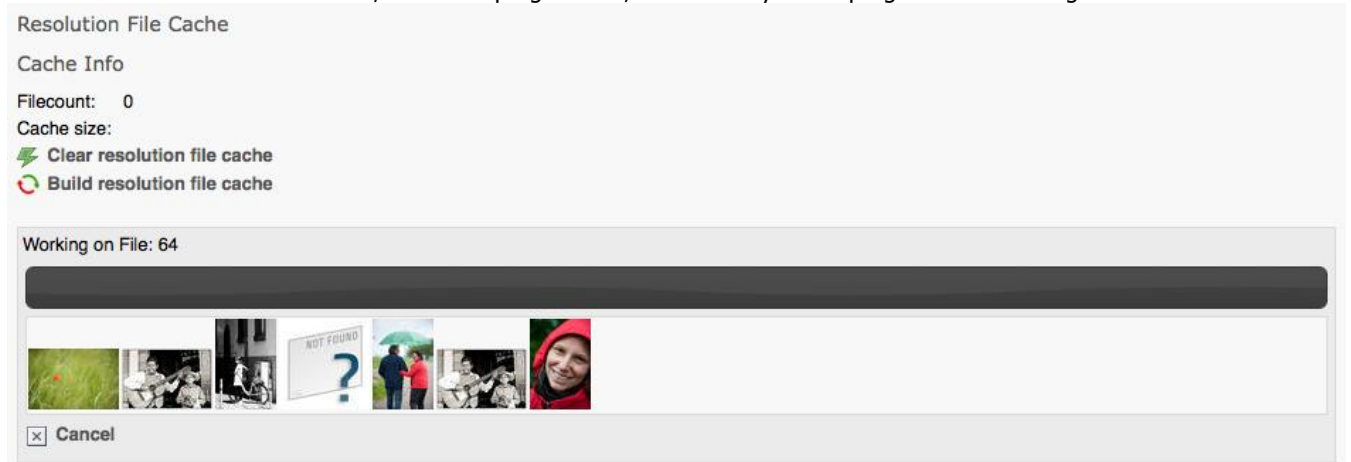 Resolution File Cache
Cache Info
Filecount: 0
Cache size:
Clear resolution file cache
Build resolution file cache
Working on File: 64
NOT FOUND
?
Cancel